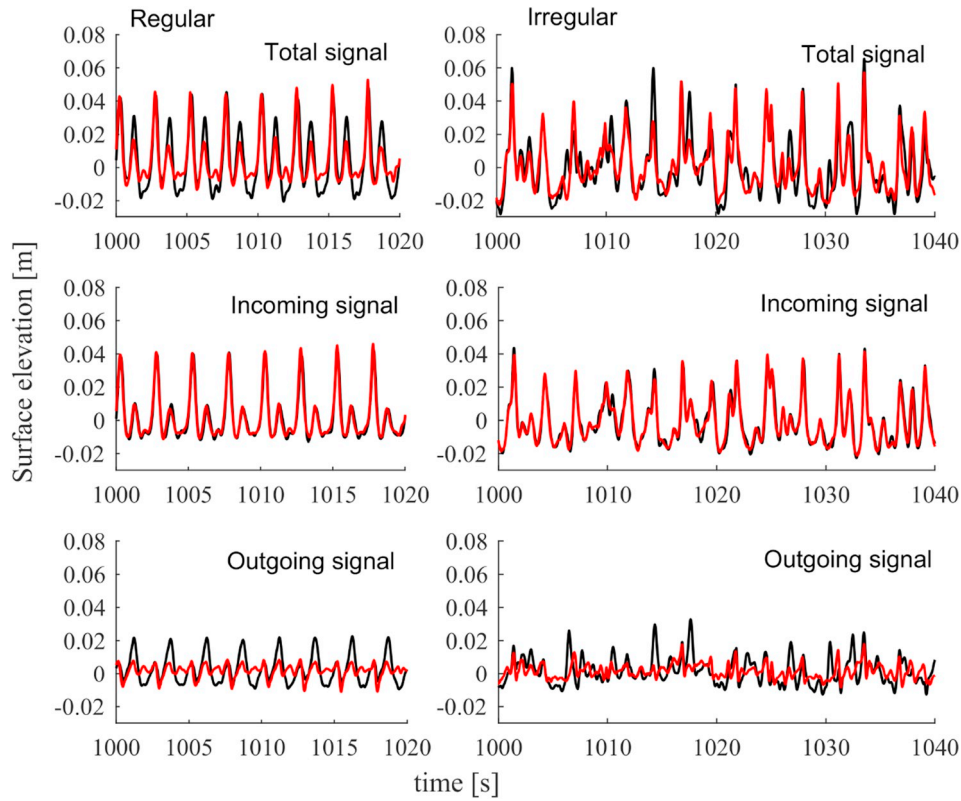 Regular
Irregular
0.08
0.06
0.04
0.02
0
-0.02
Total signal
1000 1005 1010 1015 1020
0.08
0.06
0.04
0.02
0
-0.02
Total signal
1000 1010 1020 1030 1040
0.08
0.06
0.04
0.02
0
-0.02
Incoming signal
1000 1005 1010 1015 1020
0.08
0.06
0.04
0.02
0
-0.02
Incoming signal
1000 1010 1020 1030 1040
0.08
0.06
0.04
0.02
0
-0.02
Outgoing signal
1000 1005 1010 1015 1020
0.08
0.06
0.04
0.02
0
-0.02
Outgoing signal
1000 1010 1020 1030 1040
Surface elevation [m]
time [s]